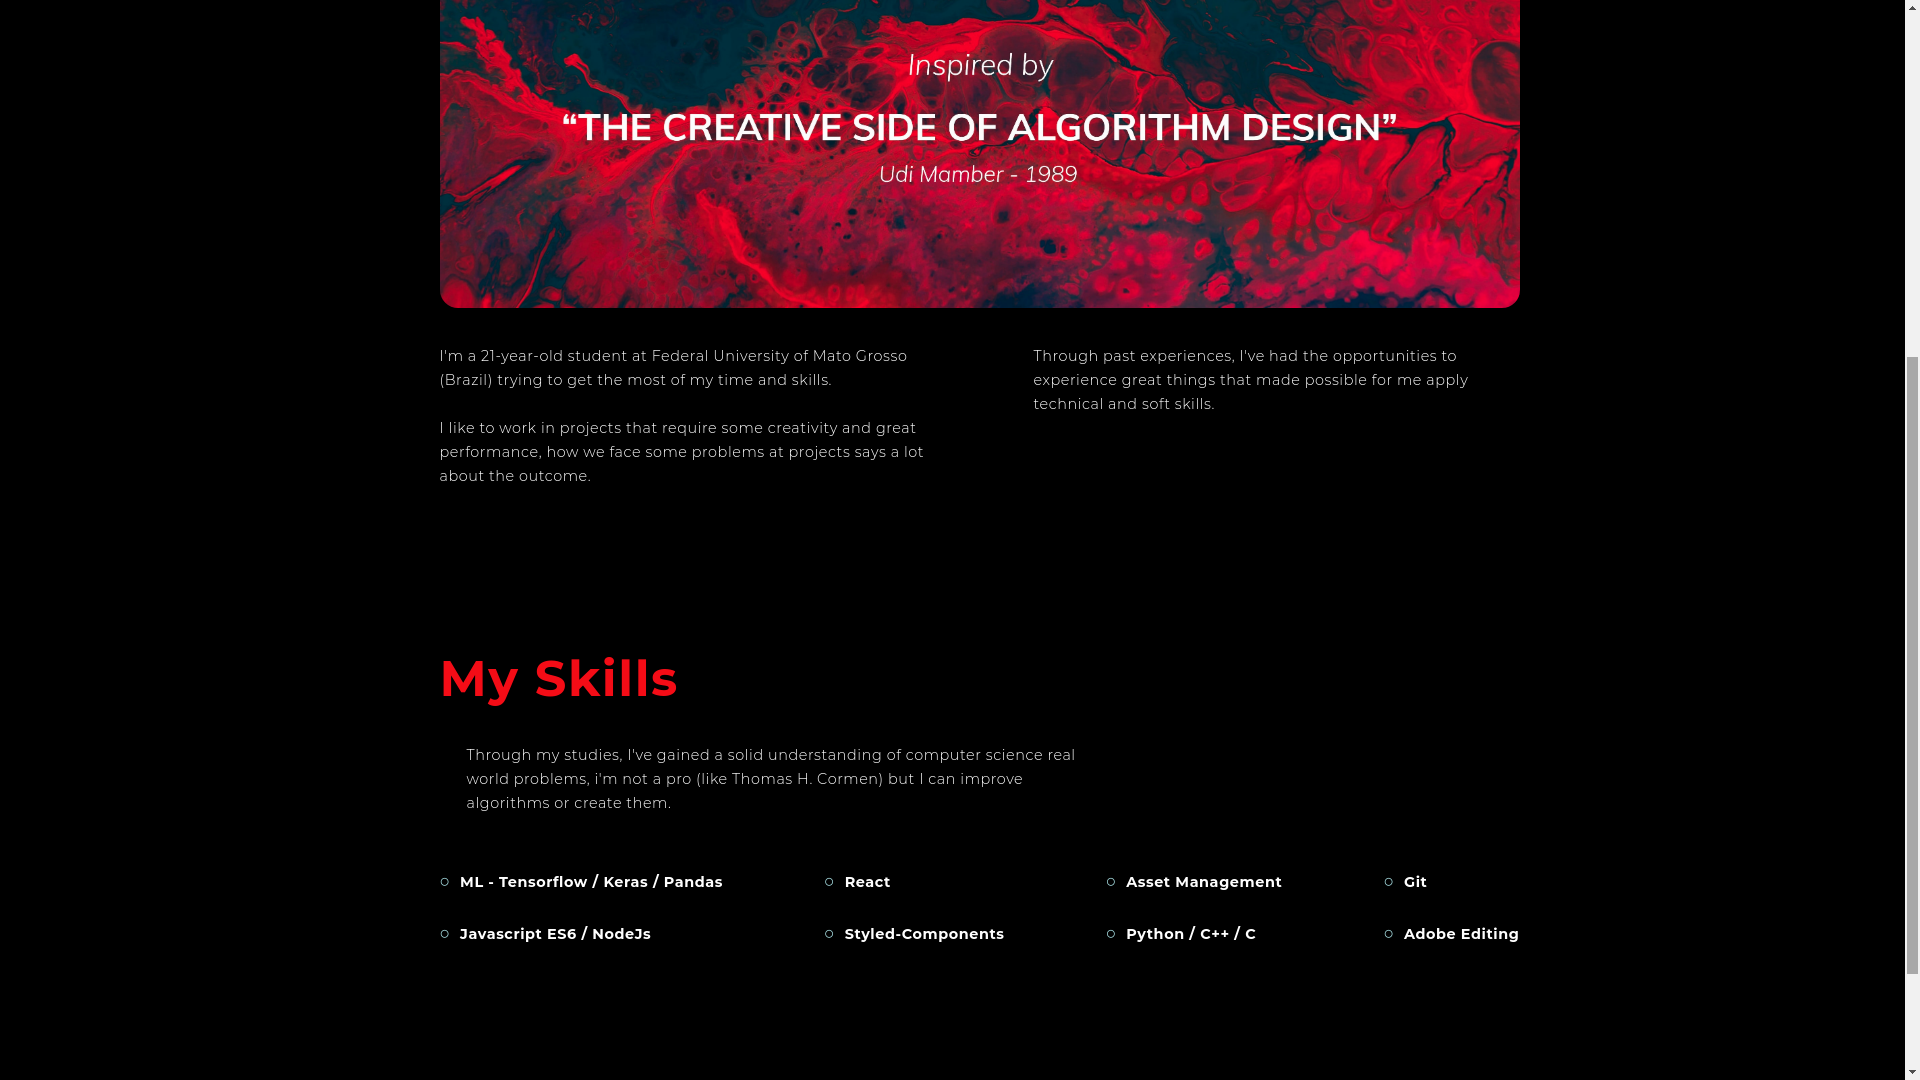 Inspired by
“THE CREATIVE SIDE OF ALGORITHM DESIGN”
Udi Mamber - 1989
I'm a 21-year-old student at Federal University of Mato Grosso
(Brazil) trying to get the most of my time and skills.
I like to work in projects that require some creativity and great
performance, how we face some problems at projects says a lot
about the outcome.
Through past experiences, I've had the opportunities to
experience great things that made possible for me apply
technical and soft skills.
My Skills
Through my studies, I've gained a solid understanding of computer science real
world problems, i'm not a pro (like Thomas H. Cormen) but I can improve
algorithms or create them.
ML - Tensorflow / Keras / Pandas
React
Asset Management
Git
Javascript ES6 / NodeJs
Styled-Components
Python / C++ / C
Adobe Editing